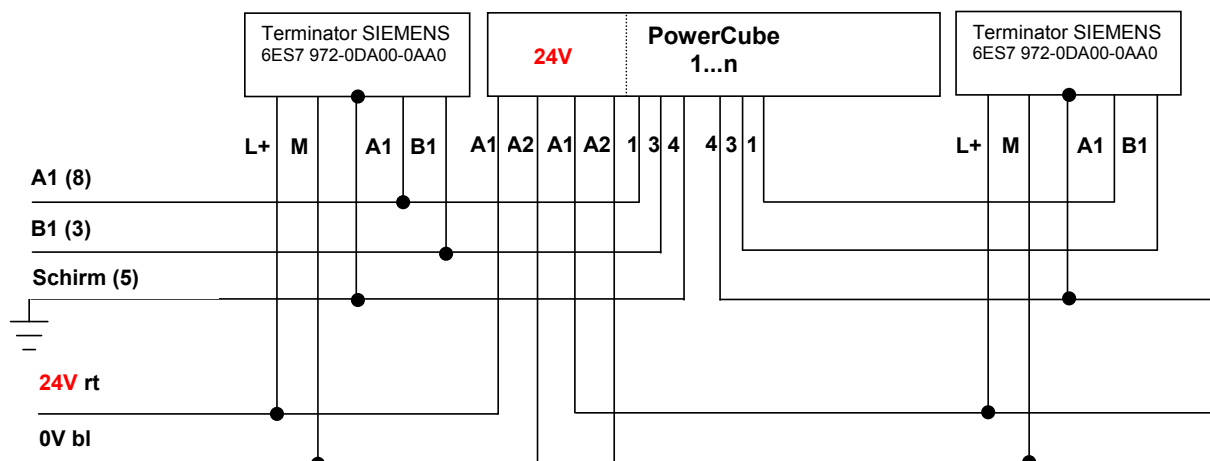 Terminator SIEMENS
6ES7 972-0DA00-0AA0
24V
PowerCube
1...n
Terminator SIEMENS
6ES7 972-0DA00-0AA0
L+ M A1 B1 A1 A2 A1 A2 1 3 4 4 3 1 L+ M A1 B1
A1 (8)
B1 (3)
Schirm (5)
24V rt
0V bl